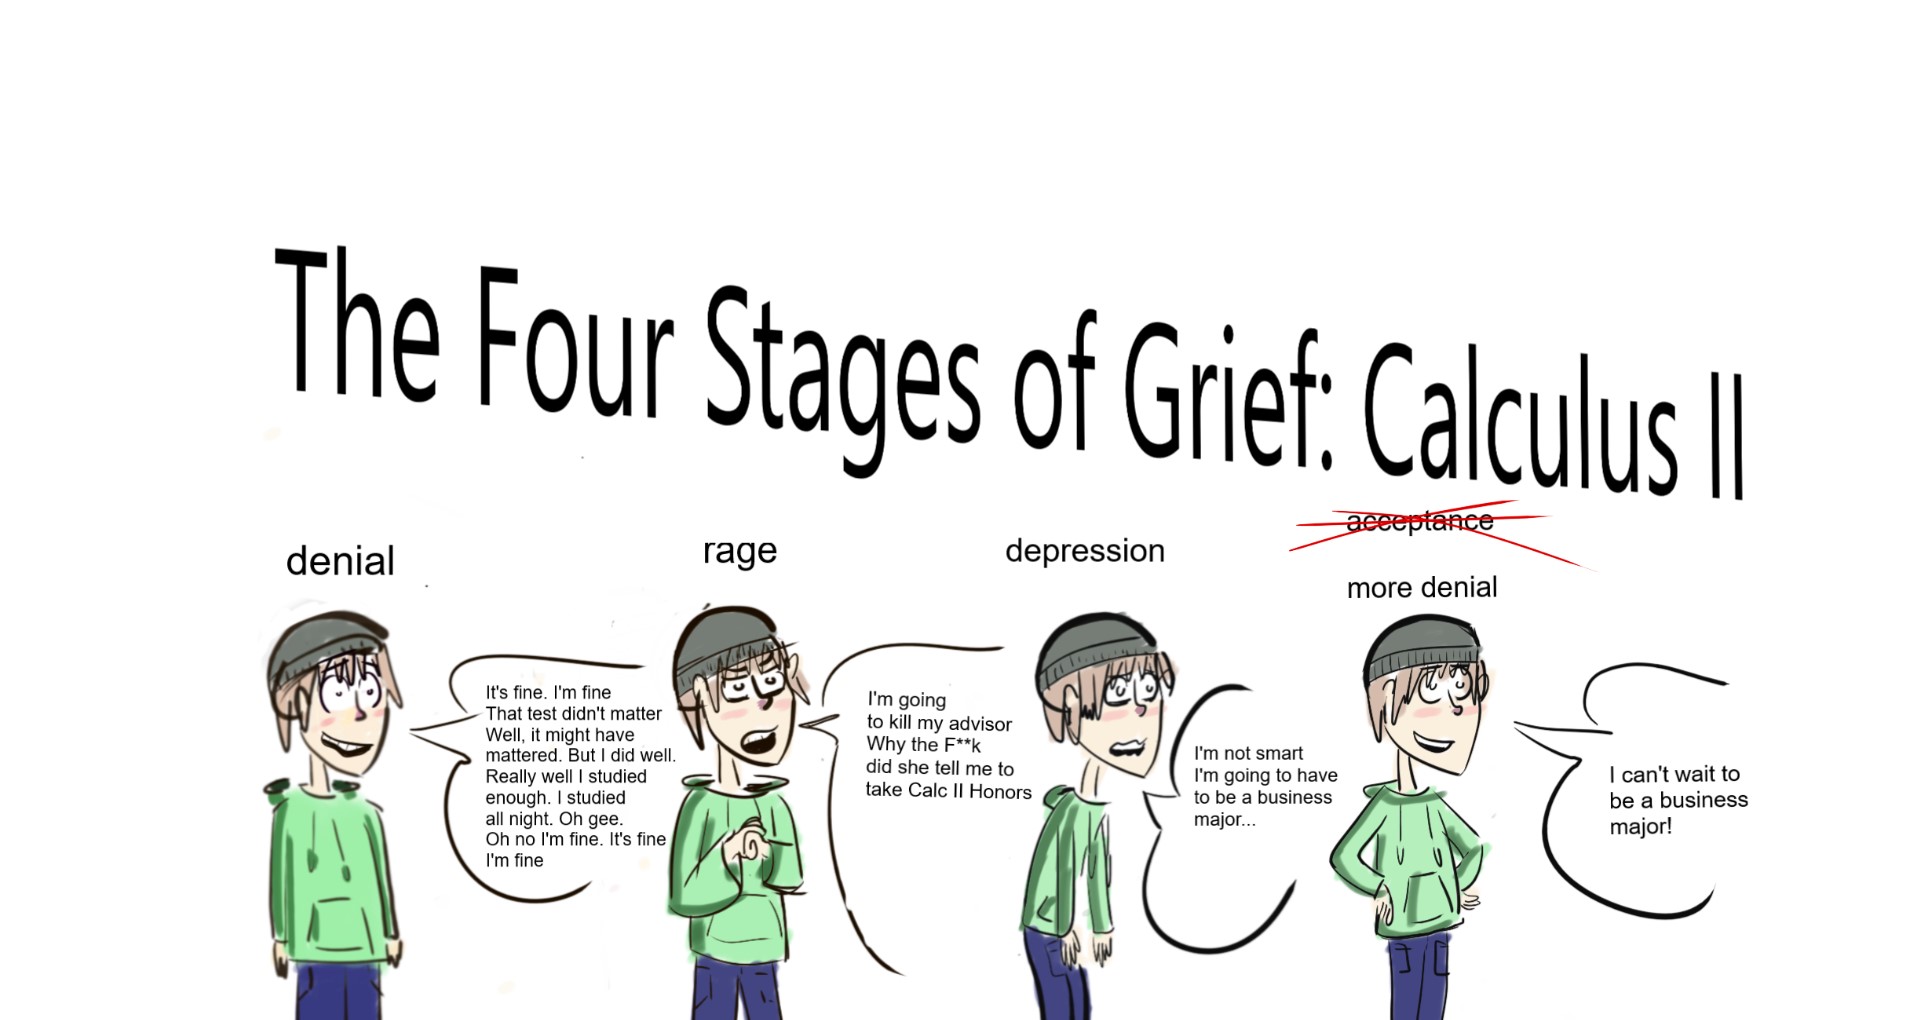 The Four Stages of Grief: Calculus II
denial
It's fine. I'm fine
That test didn't matter
Well, it might have
mattered. But I did well.
Really well I studied
enough. I studied
all night. Oh gee.
Oh no I'm fine. It's fine
I'm fine
rage
I'm going
to kill my advisor
Why the F**k
did she tell me to
take Calc II Honors
depression
I'm not smart
I'm going to have
to be a business
major...
acceptance
more denial
I can't wait to
be a business
major!